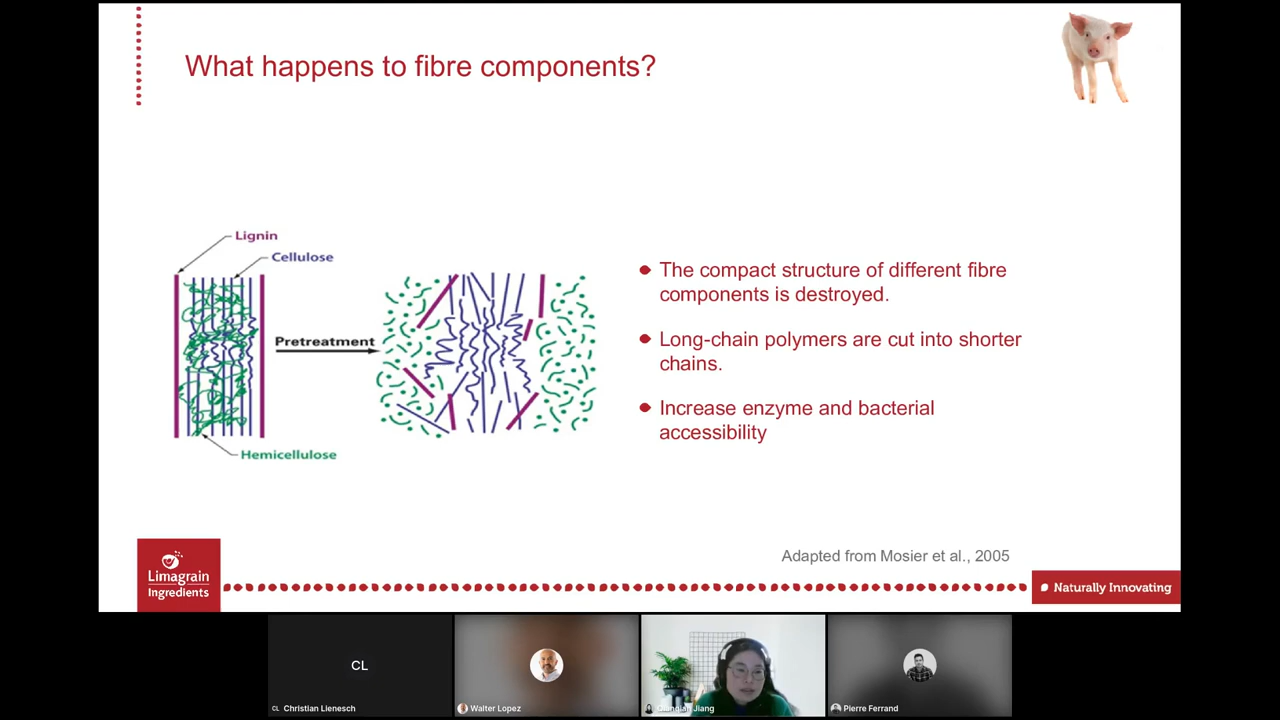 What happens to fibre components?
Lignin
Cellulose
Pretreatment
Hemicellulose
The compact structure of different fibre
components is destroyed.
Long-chain polymers are cut into shorter
chains.
Increase enzyme and bacterial
accessibility
Adapted from Mosier et al., 2005
Limagrain
Ingredients
Naturally Innovating
CL
CL Christian Lienesch
Walter Lopez
Jiang
Pierre Ferrand